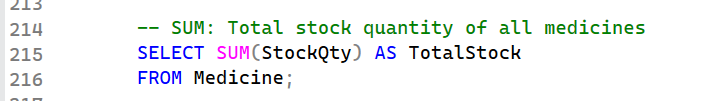 213
214 -- SUM: Total stock quantity of all medicines
215 SELECT SUM(StockQty) AS TotalStock
216 FROM Medicine;
217